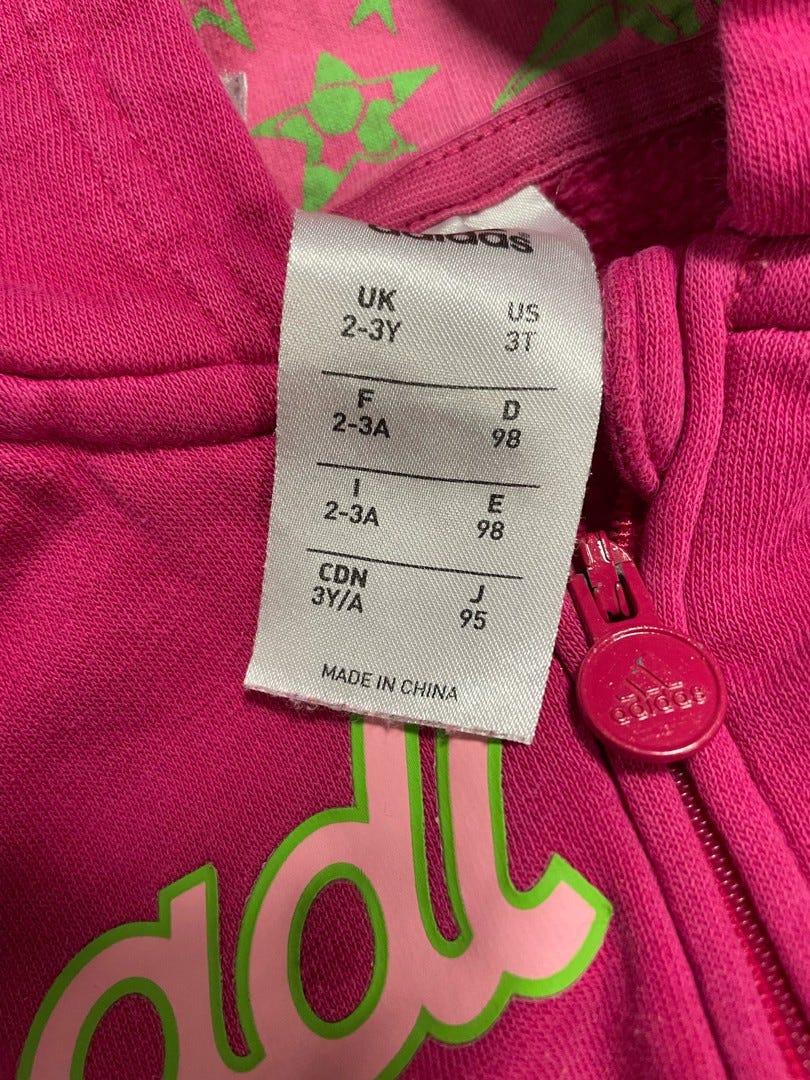 adidas
UK US
2-3Y 3T
F D
2-3A 98
I E
2-3A 98
CDN J
3Y/A 95
MADE IN CHINA
adidas
adi